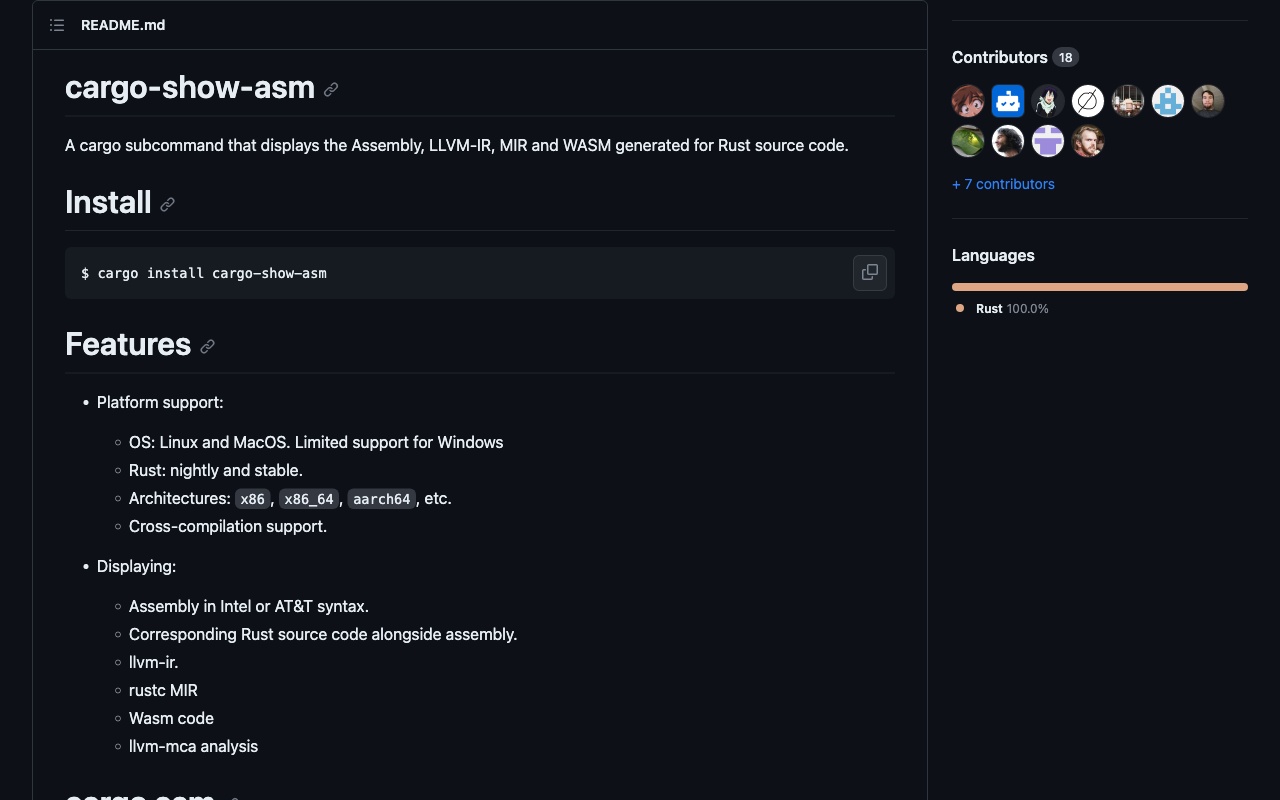 README.md
cargo-show-asm
A cargo subcommand that displays the Assembly, LLVM-IR, MIR and WASM generated for Rust source code.
Install
$ cargo install cargo-show-asm
Features
• Platform support:
◦ OS: Linux and MacOS. Limited support for Windows
◦ Rust: nightly and stable.
◦ Architectures: x86, x86_64, aarch64, etc.
◦ Cross-compilation support.
• Displaying:
◦ Assembly in Intel or AT&T syntax.
◦ Corresponding Rust source code alongside assembly.
◦ llvm-ir.
◦ rustc MIR
◦ Wasm code
◦ llvm-mca analysis
cargo asm
Contributors 18
+ 7 contributors
Languages
Rust 100.0%